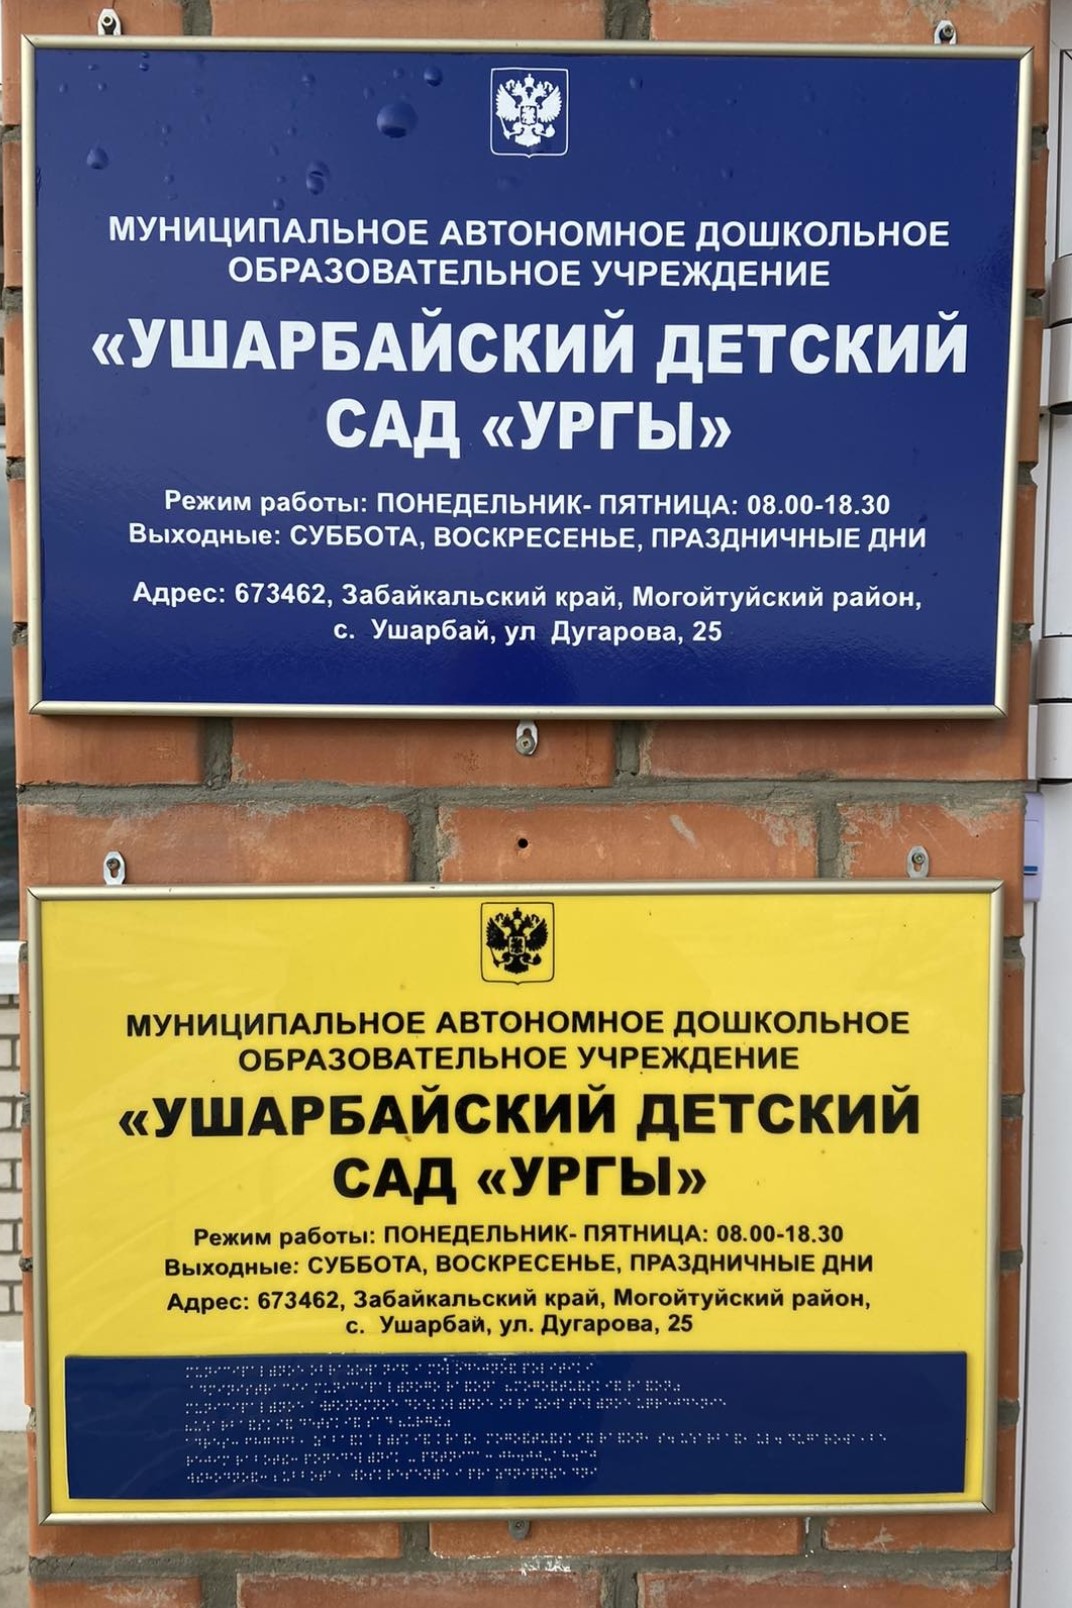 МУНИЦИПАЛЬНОЕ АВТОНОМНОЕ ДОШКОЛЬНОЕ
ОБРАЗОВАТЕЛЬНОЕ УЧРЕЖДЕНИЕ
«УШАРБАЙСКИЙ ДЕТСКИЙ
САД «УРГЫ»
Режим работы: ПОНЕДЕЛЬНИК- ПЯТНИЦА: 08.00-18.30
Выходные: СУББОТА, ВОСКРЕСЕНЬЕ, ПРАЗДНИЧНЫЕ ДНИ
Адрес: 673462, Забайкальский край, Могойтуйский район,
с. Ушарбай, ул Дугарова, 25
МУНИЦИПАЛЬНОЕ АВТОНОМНОЕ ДОШКОЛЬНОЕ
ОБРАЗОВАТЕЛЬНОЕ УЧРЕЖДЕНИЕ
«УШАРБАЙСКИЙ ДЕТСКИЙ
САД «УРГЫ»
Режим работы: ПОНЕДЕЛЬНИК- ПЯТНИЦА: 08.00-18.30
Выходные: СУББОТА, ВОСКРЕСЕНЬЕ, ПРАЗДНИЧНЫЕ ДНИ
Адрес: 673462, Забайкальский край, Могойтуйский район,
с. Ушарбай, ул. Дугарова, 25